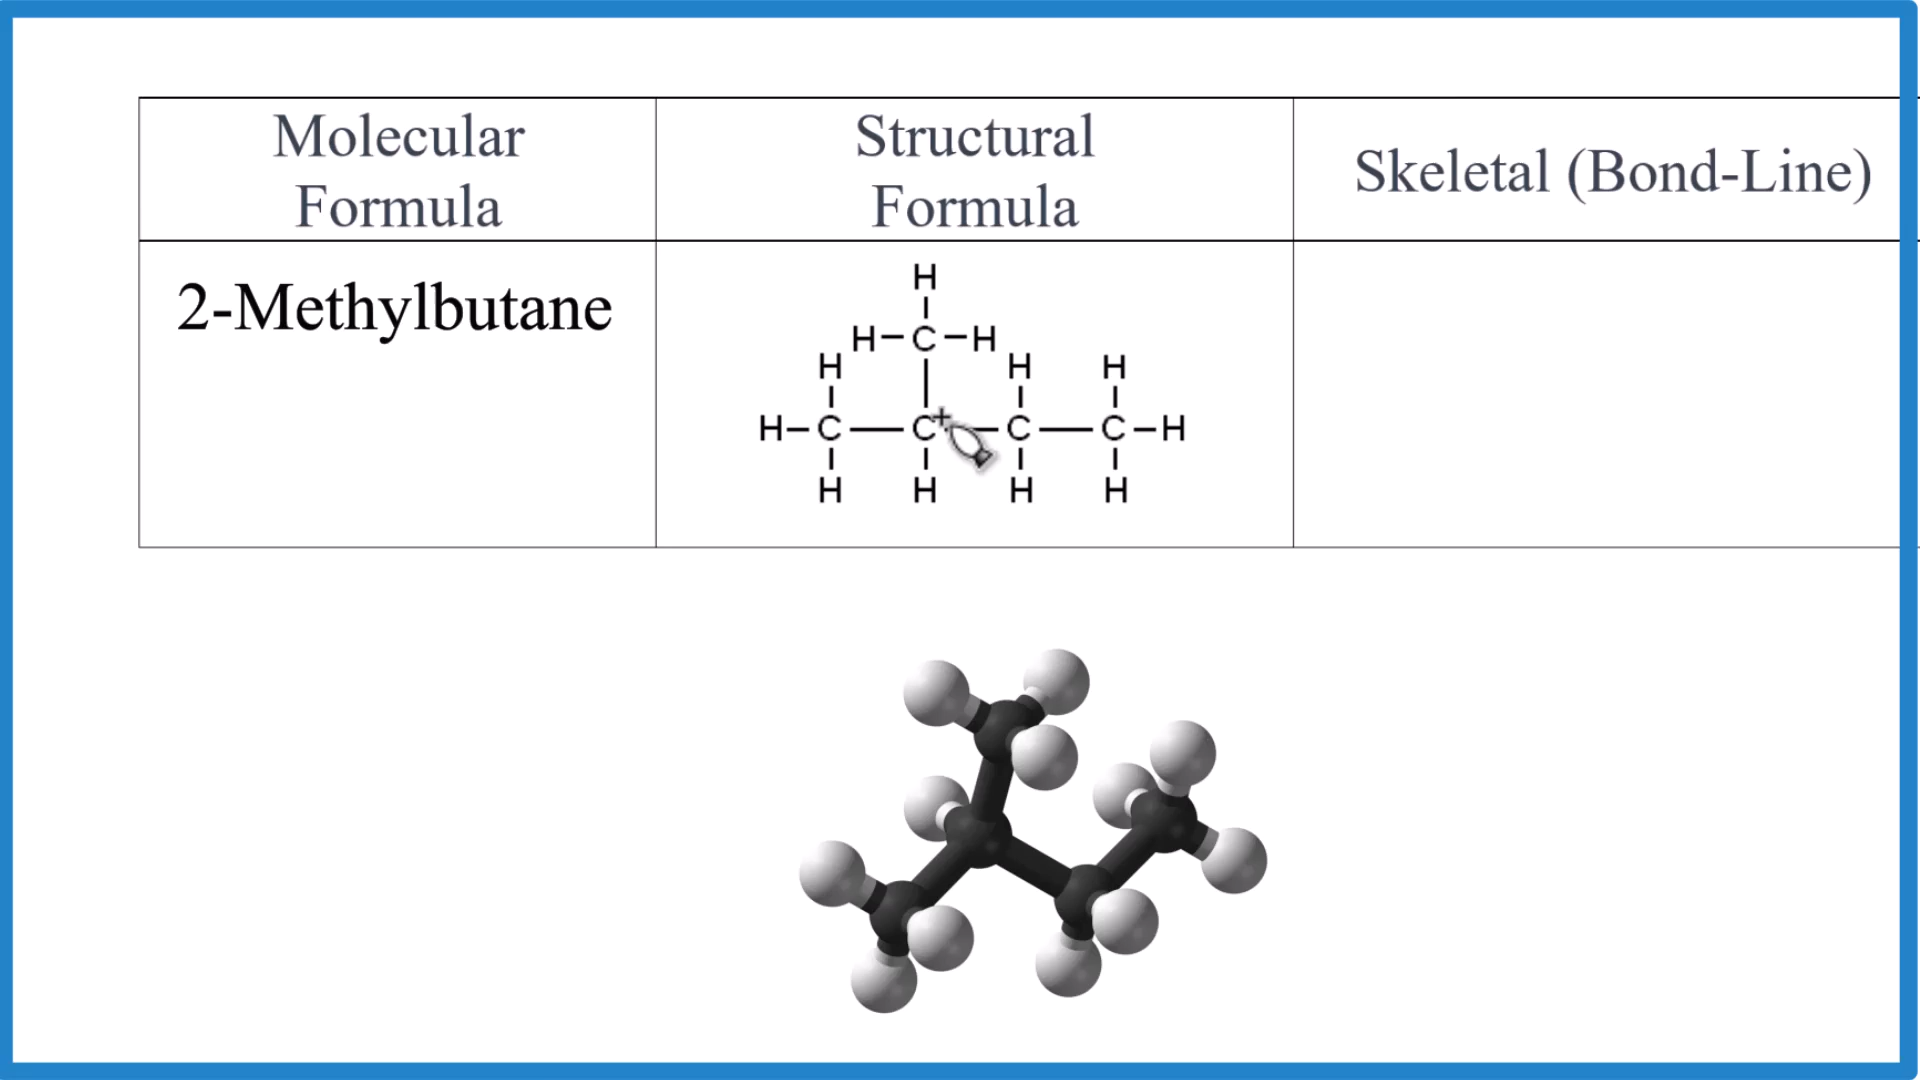 Molecular
Formula
Structural
Formula
Skeletal (Bond-Line)
2-Methylbutane
H
H-C-H
H H H
H-C-C-C-C-H
H H H H